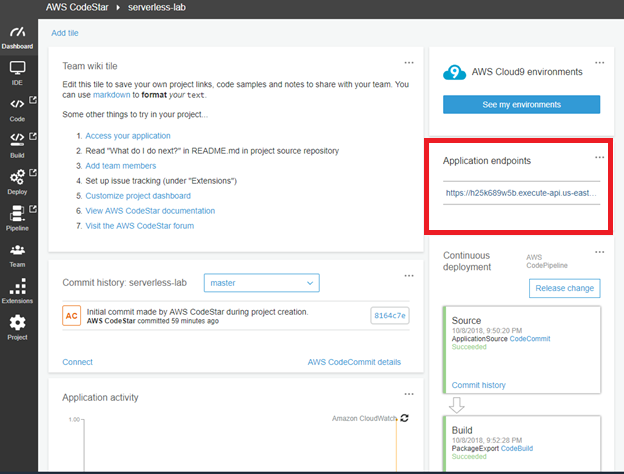 AWS CodeStar › serverless-lab
Dashboard
IDE
Code
Build
Deploy
Pipeline
Team
Extensions
Project
Add tile
Team wiki tile
Edit this tile to save your own project links, code samples and notes to share with your team. You
can use markdown to format your text.
Some other things to try in your project...
1. Access your application
2. Read "What do I do next?" in README.md in project source repository
3. Add team members
4. Set up issue tracking (under "Extensions")
5. Customize project dashboard
6. View AWS CodeStar documentation
7. Visit the AWS CodeStar forum
Commit history: serverless-lab
master
AC
Initial commit made by AWS CodeStar during project creation.
AWS CodeStar committed 59 minutes ago
8164c7e
Connect
AWS CodeCommit details
Application activity
Amazon CloudWatch
1.00
9
AWS Cloud9 environments
See my environments
Application endpoints
https://h25k689w5b.execute-api.us-east...
Continuous
deployment
AWS
CodePipeline
Release change
Source
10/8/2018, 9:50:20 PM
ApplicationSource CodeCommit
Succeeded
Commit history
Build
10/8/2018, 9:52:28 PM
PackageExport CodeBuild
Succeeded